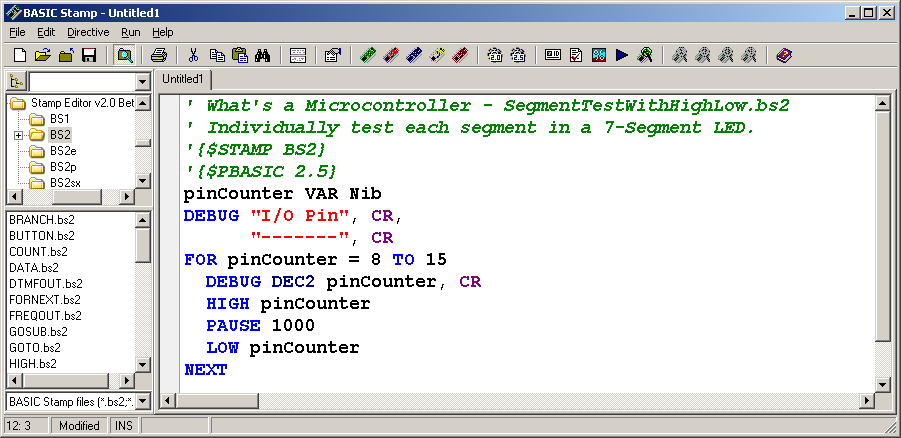 BASIC Stamp - Untitled1
File Edit Directive Run Help
Untitled1
Stamp Editor v2.0 Bet
BS1
BS2
BS2e
BS2p
BS2sx
BRANCH.bs2
BUTTON.bs2
COUNT.bs2
DATA.bs2
DTMFOUT.bs2
FORNEXT.bs2
FREQOUT.bs2
GOSUB.bs2
GOTO.bs2
HIGH.bs2
BASIC Stamp files (*.bs2;*.
' What's a Microcontroller - SegmentTestWithHighLow.bs2
' Individually test each segment in a 7-Segment LED.
'{$STAMP BS2}
'{$PBASIC 2.5}
pinCounter VAR Nib
DEBUG "I/O Pin", CR,
"-------", CR
FOR pinCounter = 8 TO 15
DEBUG DEC2 pinCounter, CR
HIGH pinCounter
PAUSE 1000
LOW pinCounter
NEXT
12: 3 Modified INS